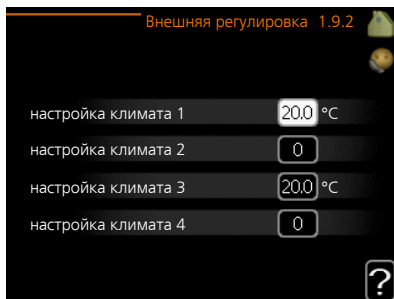 Внешняя регулировка 1.9.2
настройка климата 1 20.0 °C
настройка климата 2 0
настройка климата 3 20.0 °C
настройка климата 4 0
?